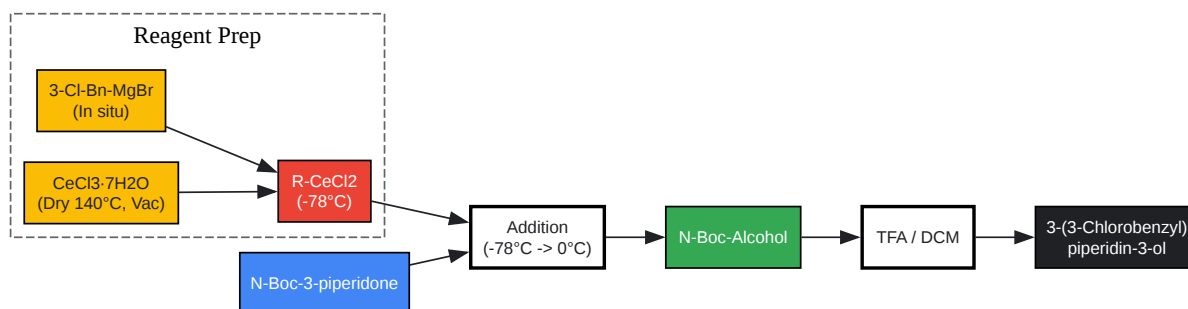 Reagent Prep
3-Cl-Bn-MgBr
(In situ)
CeCl3·7H2O
(Dry 140°C, Vac)
R-CeCl2
(-78°C)
N-Boc-3-piperidone
Addition
(-78°C -> 0°C)
N-Boc-Alcohol
TFA / DCM
3-(3-Chlorobenzyl)
piperidin-3-ol